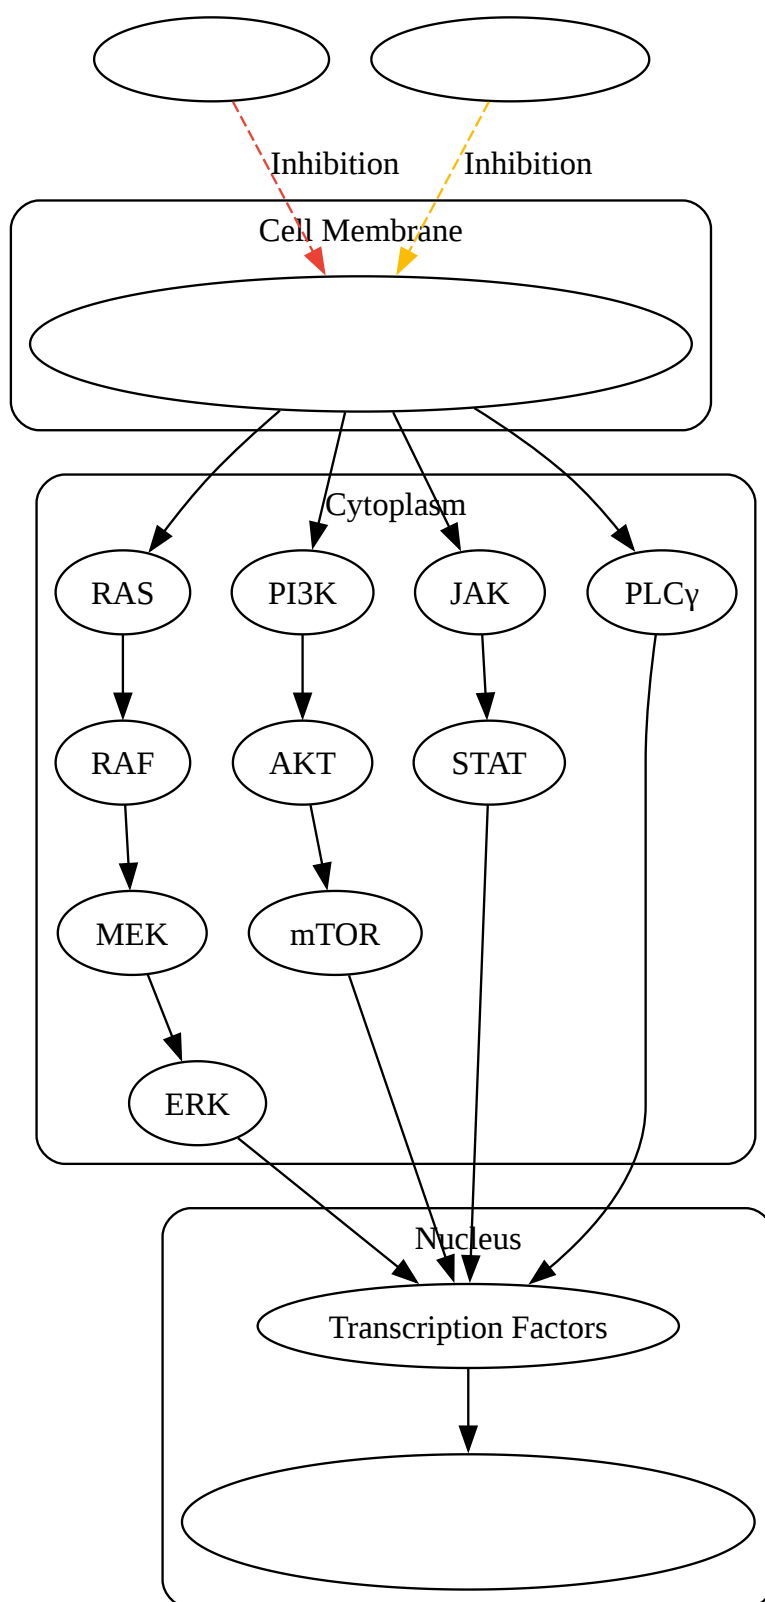 Inhibition Inhibition
Cell Membrane
Cytoplasm
RAS PI3K JAK PLCγ
RAF AKT STAT
MEK mTOR
ERK
Nucleus
Transcription Factors